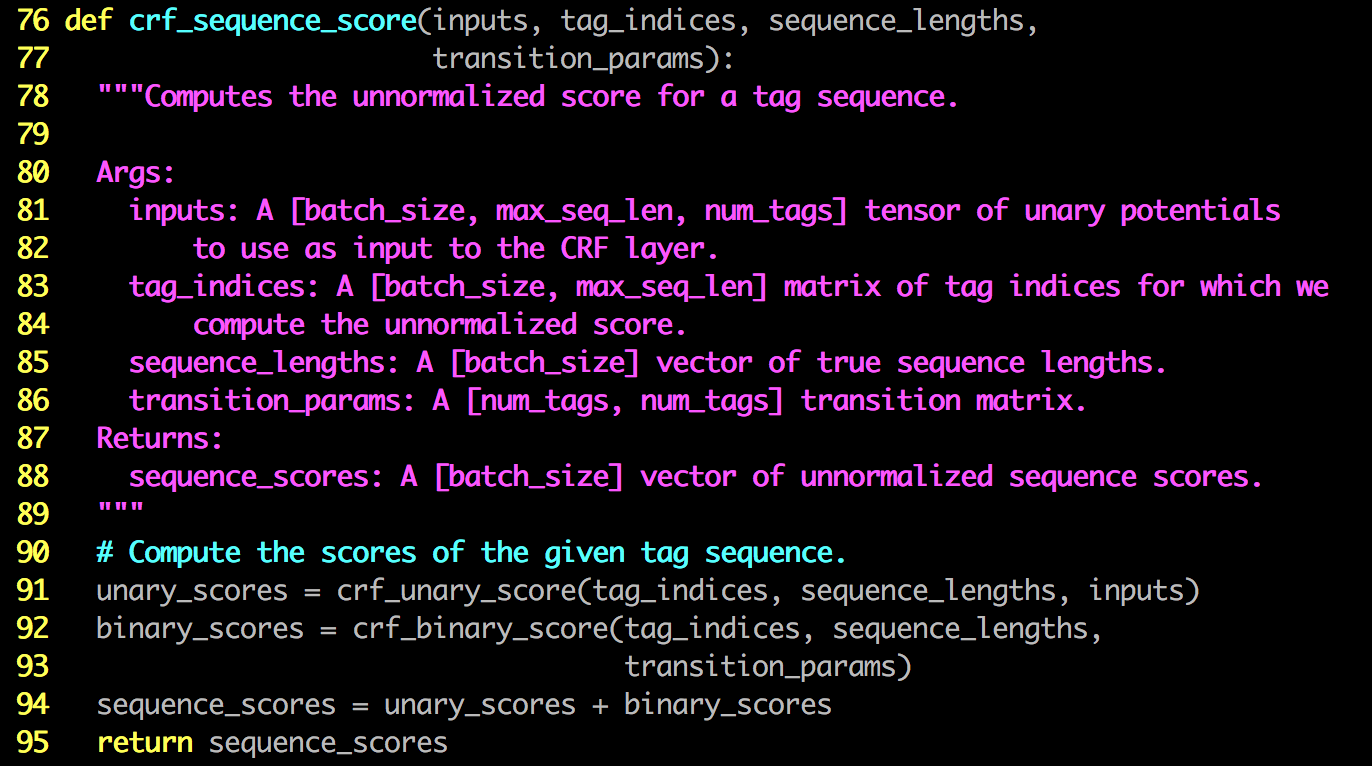 76 def crf_sequence_score(inputs, tag_indices, sequence_lengths,
77                        transition_params):
78   """Computes the unnormalized score for a tag sequence.
79
80   Args:
81     inputs: A [batch_size, max_seq_len, num_tags] tensor of unary potentials
82         to use as input to the CRF layer.
83     tag_indices: A [batch_size, max_seq_len] matrix of tag indices for which we
84         compute the unnormalized score.
85     sequence_lengths: A [batch_size] vector of true sequence lengths.
86     transition_params: A [num_tags, num_tags] transition matrix.
87   Returns:
88     sequence_scores: A [batch_size] vector of unnormalized sequence scores.
89   """
90   # Compute the scores of the given tag sequence.
91   unary_scores = crf_unary_score(tag_indices, sequence_lengths, inputs)
92   binary_scores = crf_binary_score(tag_indices, sequence_lengths,
93                                    transition_params)
94   sequence_scores = unary_scores + binary_scores
95   return sequence_scores